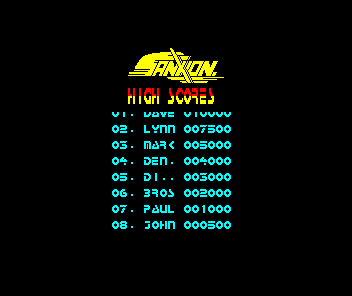 SANXION.
HIGH SCORES
01. DAVE 010000
02. LYNN 007500
03. MARK 005000
04. DEN. 004000
05. DI.. 003000
06. BROS 002000
07. PAUL 001000
08. JOHN 000500